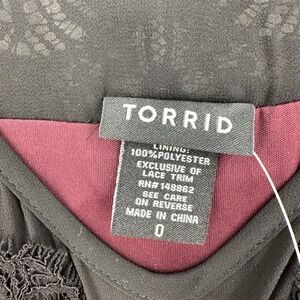 TORRID
LINING:
100%POLYESTER
EXCLUSIVE OF
LACE TRIM
RN#148862
SEE CARE
ON REVERSE
MADE IN CHINA
0